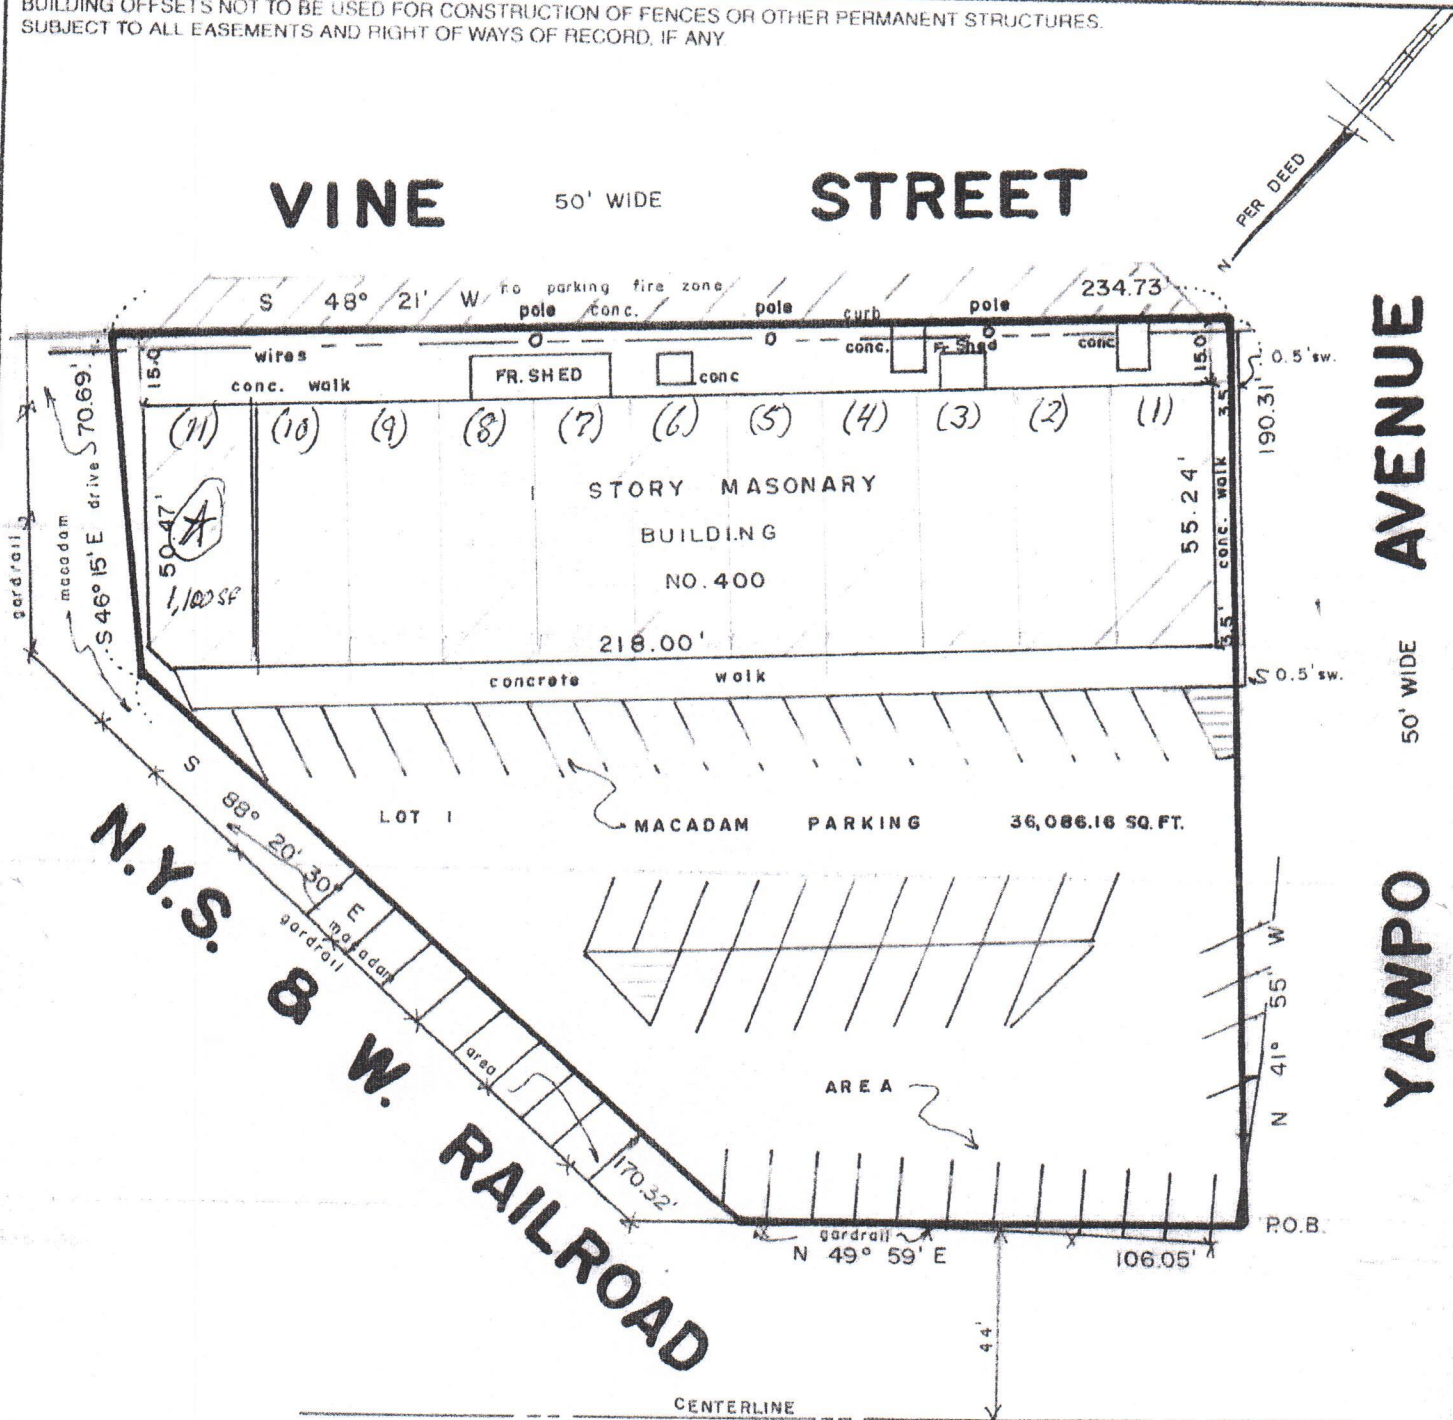 BUILDING OFFSETS NOT TO BE USED FOR CONSTRUCTION OF FENCES OR OTHER PERMANENT STRUCTURES.
SUBJECT TO ALL EASEMENTS AND RIGHT OF WAYS OF RECORD, IF ANY
VINE 50' WIDE STREET
PER DEED
N
S 48° 21' W no parking fire zone 234.73
pole conc. pole curb pole
wires conc. Fr. Shed conc
conc. walk FR. SHED conc
15.0
15.0
0.5' sw.
(11) (10) (9) (8) (7) (6) (5) (4) (3) (2) (1)
S 46° 15' E drive 70.69'
macadam
gardrail
50.47'
A
1,100 SF
1 STORY MASONARY
BUILDING
NO. 400
218.00'
55.24'
3.5' conc. walk 3.5'
190.31'
concrete walk
0.5' sw.
YAWPO 50' WIDE AVENUE
LOT 1
MACADAM PARKING 36,086.16 SQ. FT.
S 88° 20' 30" E
macadam
gardrail
area
170.32'
N.Y.S. & W. RAILROAD
N 41° 55' W
AREA
P.O.B.
gardrail
N 49° 59' E 106.05'
44'
CENTERLINE